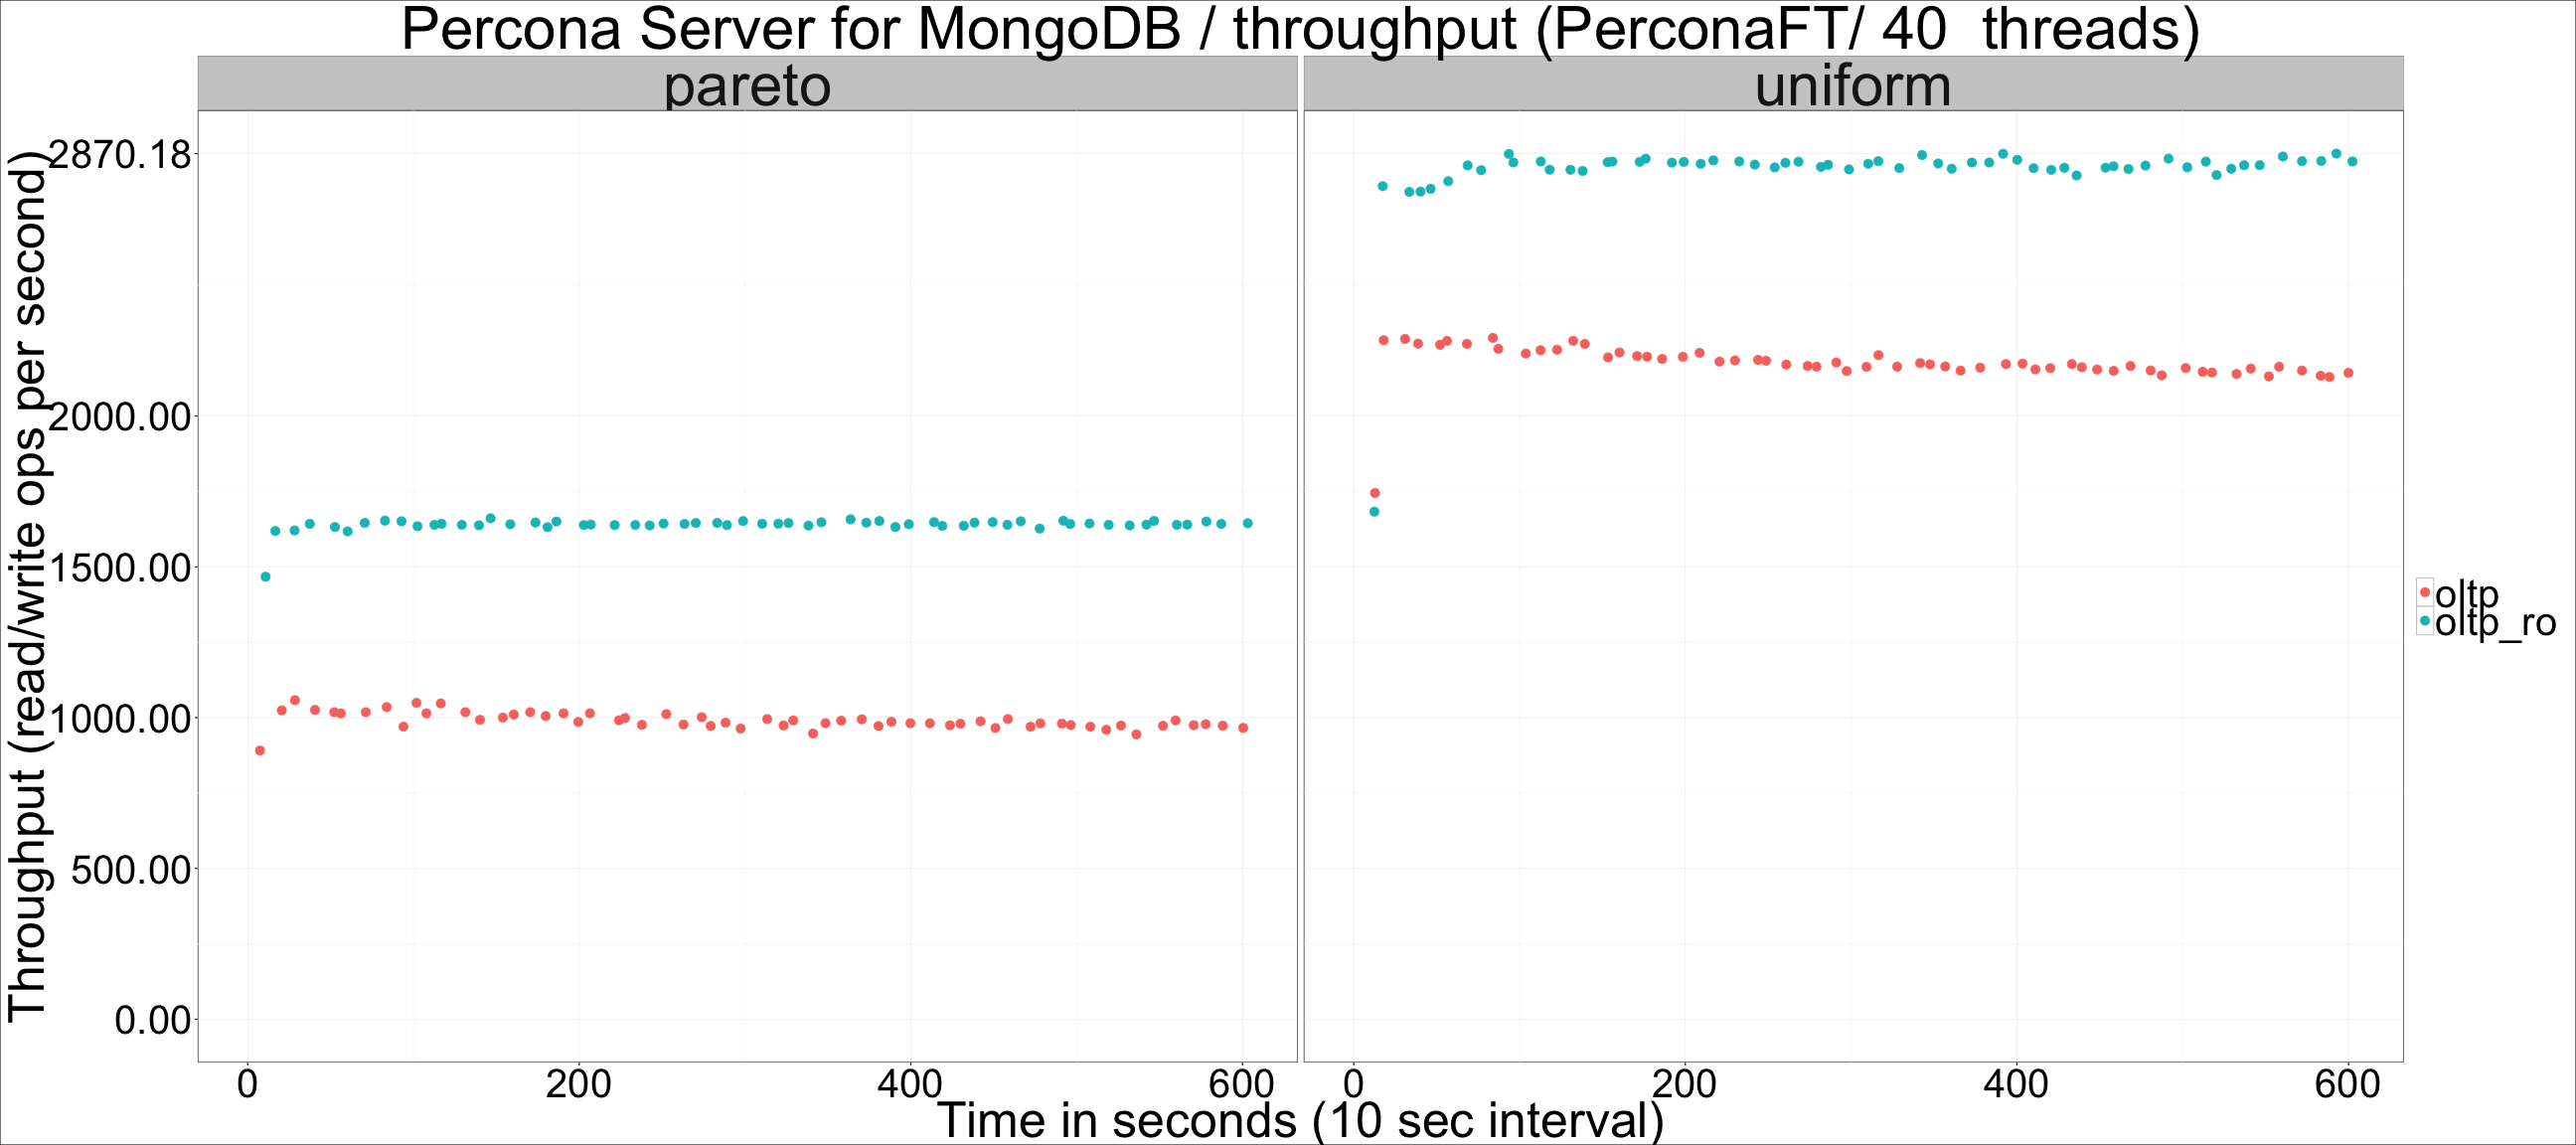 Percona Server for MongoDB / throughput (PerconaFT/ 40  threads)
pareto
uniform
Throughput (read/write ops per second)
2870.18
2000.00
1500.00
1000.00
500.00
0.00
0 200 400 600
0 200 400 600
Time in seconds (10 sec interval)
oltp
oltp_ro